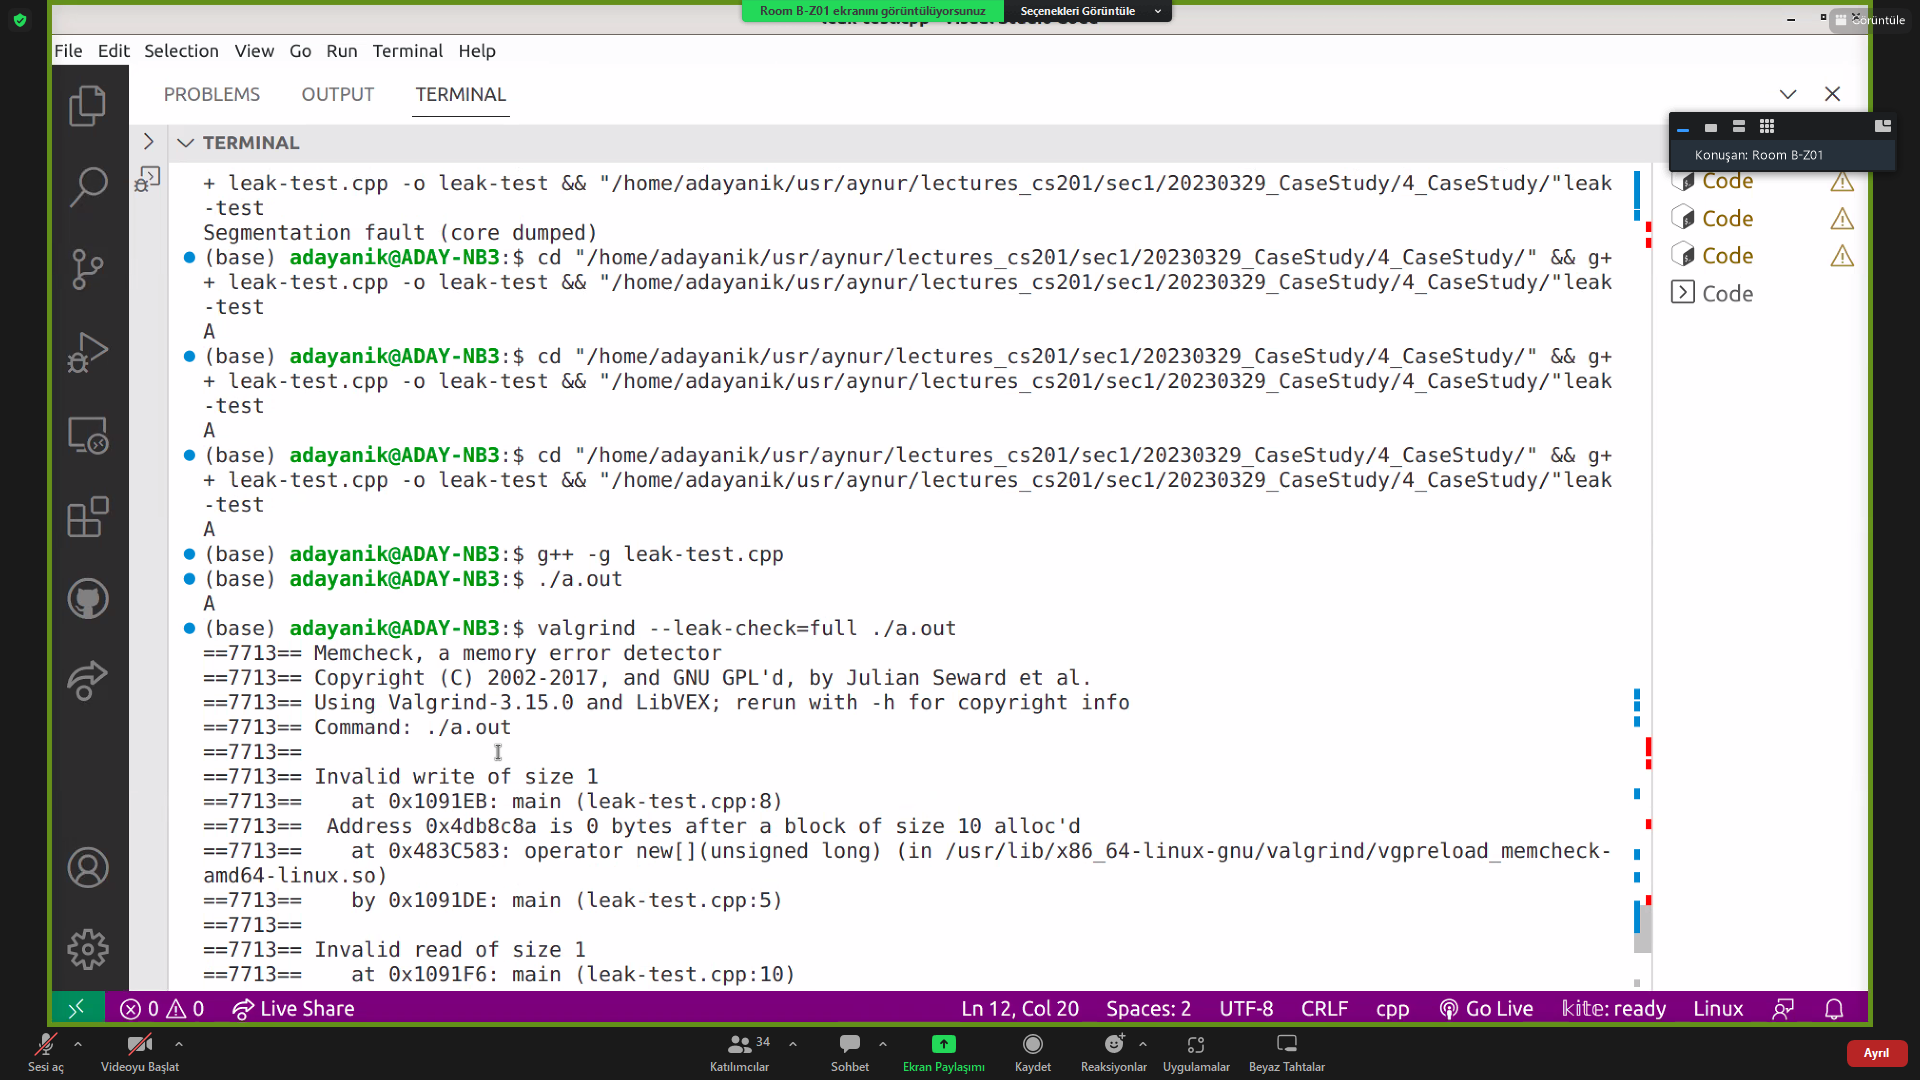 Room B-Z01 ekranını görüntülüyorsunuz
Seçenekleri Görüntüle
Görüntüle
File Edit Selection View Go Run Terminal Help
PROBLEMS OUTPUT TERMINAL
TERMINAL
Konuşan: Room B-Z01
Code
Code
Code
Code
+ leak-test.cpp -o leak-test && "/home/adayanik/usr/aynur/lectures_cs201/sec1/20230329_CaseStudy/4_CaseStudy/"leak
-test
Segmentation fault (core dumped)
(base) adayanik@ADAY-NB3:$ cd "/home/adayanik/usr/aynur/lectures_cs201/sec1/20230329_CaseStudy/4_CaseStudy/" && g+
+ leak-test.cpp -o leak-test && "/home/adayanik/usr/aynur/lectures_cs201/sec1/20230329_CaseStudy/4_CaseStudy/"leak
-test
A
(base) adayanik@ADAY-NB3:$ cd "/home/adayanik/usr/aynur/lectures_cs201/sec1/20230329_CaseStudy/4_CaseStudy/" && g+
+ leak-test.cpp -o leak-test && "/home/adayanik/usr/aynur/lectures_cs201/sec1/20230329_CaseStudy/4_CaseStudy/"leak
-test
A
(base) adayanik@ADAY-NB3:$ cd "/home/adayanik/usr/aynur/lectures_cs201/sec1/20230329_CaseStudy/4_CaseStudy/" && g+
+ leak-test.cpp -o leak-test && "/home/adayanik/usr/aynur/lectures_cs201/sec1/20230329_CaseStudy/4_CaseStudy/"leak
-test
A
(base) adayanik@ADAY-NB3:$ g++ -g leak-test.cpp
(base) adayanik@ADAY-NB3:$ ./a.out
A
(base) adayanik@ADAY-NB3:$ valgrind --leak-check=full ./a.out
==7713== Memcheck, a memory error detector
==7713== Copyright (C) 2002-2017, and GNU GPL'd, by Julian Seward et al.
==7713== Using Valgrind-3.15.0 and LibVEX; rerun with -h for copyright info
==7713== Command: ./a.out
==7713==
==7713== Invalid write of size 1
==7713==    at 0x1091EB: main (leak-test.cpp:8)
==7713==  Address 0x4db8c8a is 0 bytes after a block of size 10 alloc'd
==7713==    at 0x483C583: operator new[](unsigned long) (in /usr/lib/x86_64-linux-gnu/valgrind/vgpreload_memcheck-
amd64-linux.so)
==7713==    by 0x1091DE: main (leak-test.cpp:5)
==7713==
==7713== Invalid read of size 1
==7713==    at 0x1091F6: main (leak-test.cpp:10)
0 0 Live Share Ln 12, Col 20 Spaces: 2 UTF-8 CRLF cpp Go Live kite: ready Linux
Sesi aç Videoyu Başlat 34 Katılımcılar Sohbet Ekran Paylaşımı Kaydet Reaksiyonlar Uygulamalar Beyaz Tahtalar Ayrıl